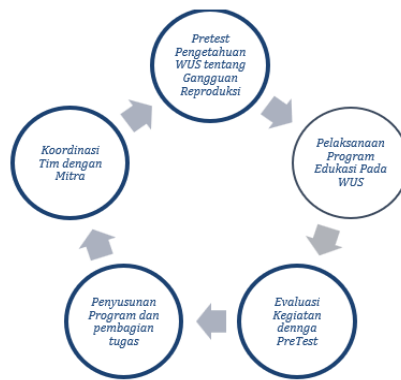 Pretest
Pengetahuan
WUS tentang
Gangguan
Reproduksi
Pelaksanaan
Program
Edukasi Pada
WUS
Evaluasi
Kegiatan
dennga
PreTest
Penyusunan
Program dan
pembagian
tugas
Koordinasi
Tim dengan
Mitra